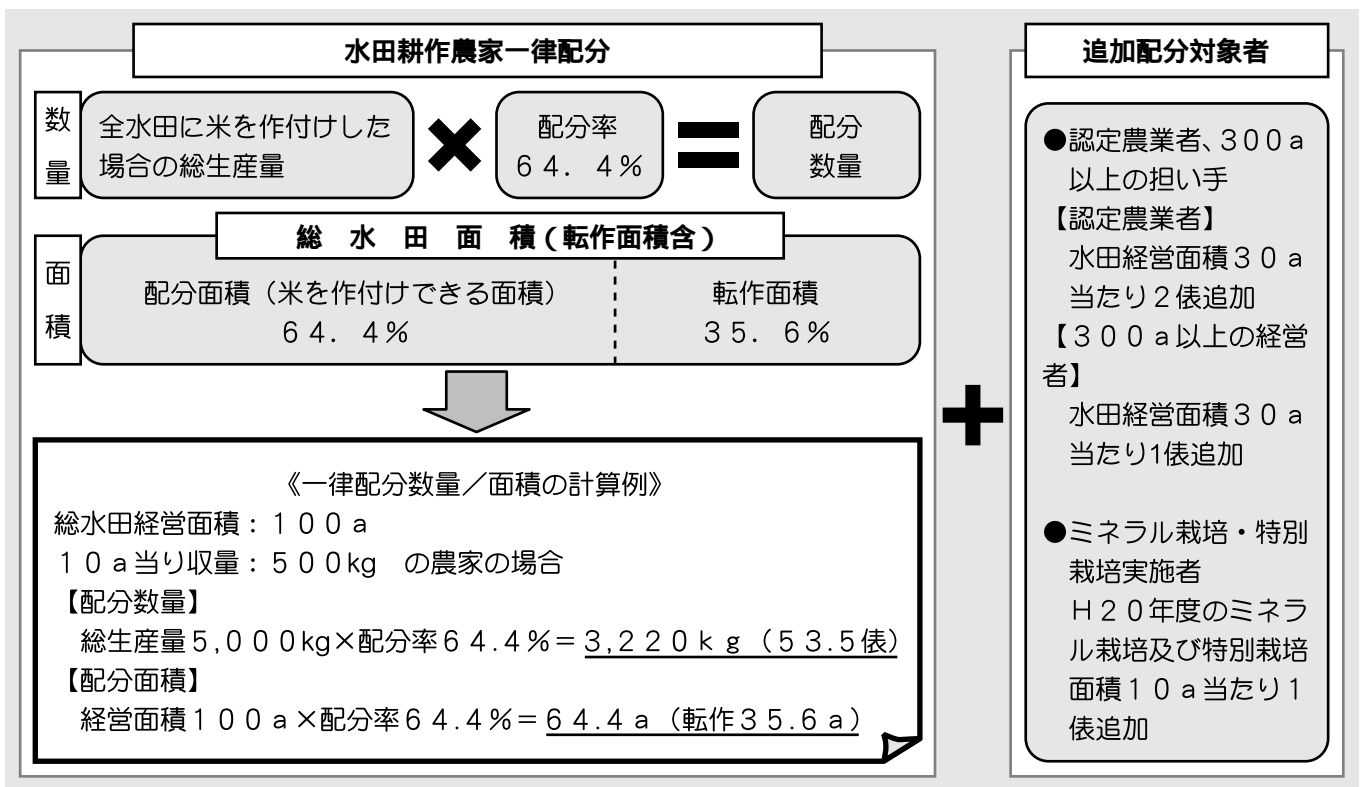 水田耕作農家一律配分
数
量
全水田に米を作付けした
場合の総生産量
×
配分率
６４．４％
＝
配分
数量
総　水　田　面　積（転作面積含）
面
積
配分面積（米を作付けできる面積）
６４．４％
転作面積
３５．６％
《一律配分数量／面積の計算例》
総水田経営面積：１００ａ
１０ａ当り収量：５００kg　の農家の場合
【配分数量】
総生産量５,０００kg×配分率６４.４％＝３,２２０ｋｇ（５３.５俵）
【配分面積】
経営面積１００ａ×配分率６４.４％＝６４.４ａ（転作３５.６ａ）
＋
追加配分対象者
●認定農業者、３００ａ
以上の担い手
【認定農業者】
水田経営面積３０ａ
当たり２俵追加
【３００ａ以上の経営
者】
水田経営面積３０ａ
当たり1俵追加
●ミネラル栽培・特別
栽培実施者
Ｈ２０年度のミネラ
ル栽培及び特別栽培
面積１０ａ当たり１
俵追加